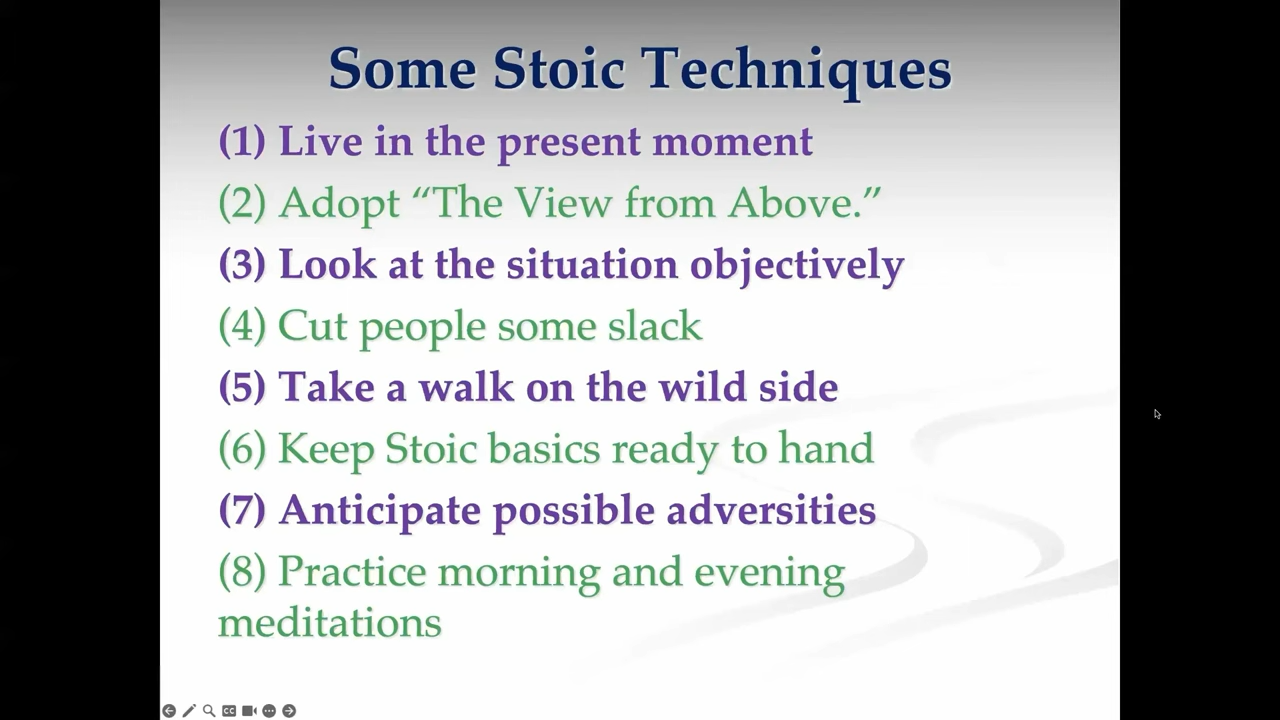 Some Stoic Techniques
(1) Live in the present moment
(2) Adopt “The View from Above.”
(3) Look at the situation objectively
(4) Cut people some slack
(5) Take a walk on the wild side
(6) Keep Stoic basics ready to hand
(7) Anticipate possible adversities
(8) Practice morning and evening
meditations
CC